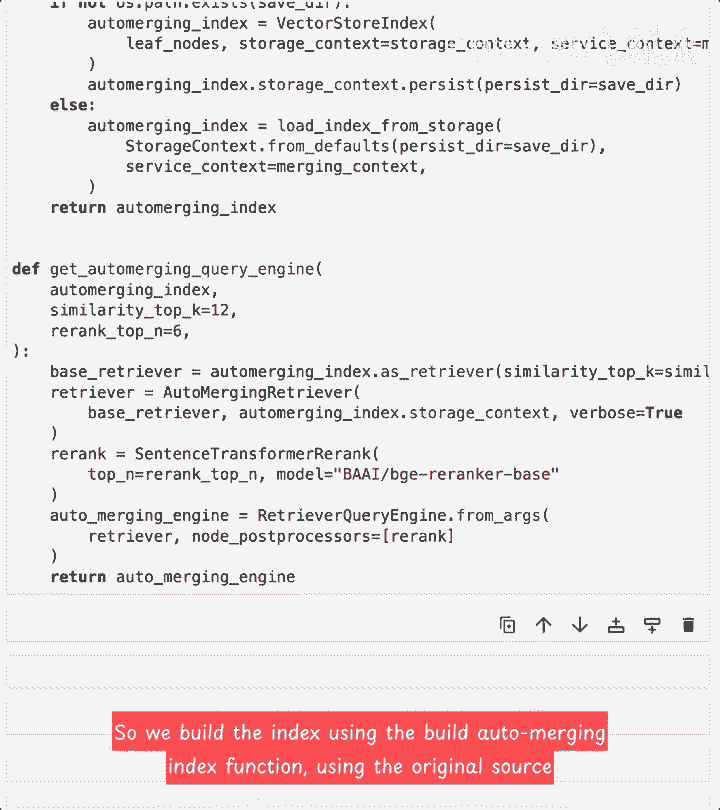 if not os.path.exists(save_dir):
automerging_index = VectorStoreIndex(
leaf_nodes, storage_context=storage_context, service_context=m
)
automerging_index.storage_context.persist(persist_dir=save_dir)
else:
automerging_index = load_index_from_storage(
StorageContext.from_defaults(persist_dir=save_dir),
service_context=merging_context,
)
return automerging_index
def get_automerging_query_engine(
automerging_index,
similarity_top_k=12,
rerank_top_n=6,
):
base_retriever = automerging_index.as_retriever(similarity_top_k=simil
retriever = AutoMergingRetriever(
base_retriever, automerging_index.storage_context, verbose=True
)
rerank = SentenceTransformerRerank(
top_n=rerank_top_n, model="BAAI/bge-reranker-base"
)
auto_merging_engine = RetrieverQueryEngine.from_args(
retriever, node_postprocessors=[rerank]
)
return auto_merging_engine
So we build the index using the build auto-merging
index function, using the original source